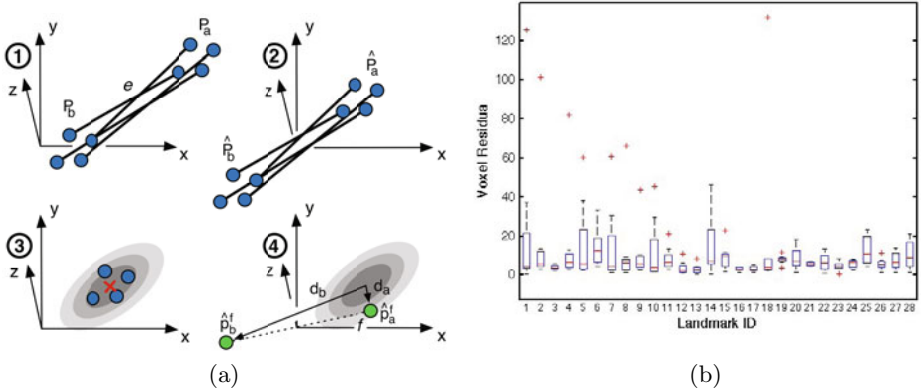 1
y
z
x
P_a
e
P_b
2
y
z
x
P̂_a
P̂_b
3
y
z
x
4
y
z
x
d_b
d_a
f
p̂_b^f
p̂_a^f
(a)
Voxel Residua
120
100
80
60
40
20
0
1 2 3 4 5 6 7 8 9 10 11 12 13 14 15 16 17 18 19 20 21 22 23 24 25 26 27 28
Landmark ID
(b)